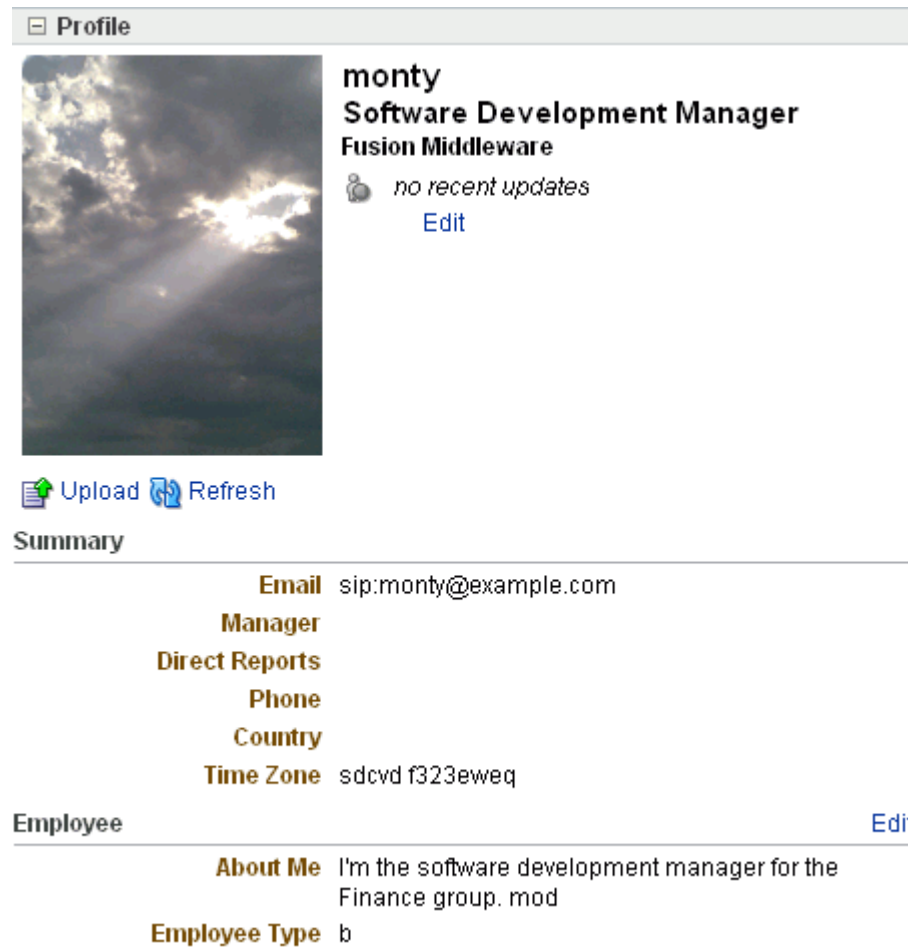 Profile
monty
Software Development Manager
Fusion Middleware
no recent updates
Edit
Upload Refresh
Summary
Email sip:monty@example.com
Manager
Direct Reports
Phone
Country
Time Zone sdcvd f323eweq
Employee Edit
About Me I'm the software development manager for the
Finance group. mod
Employee Type b